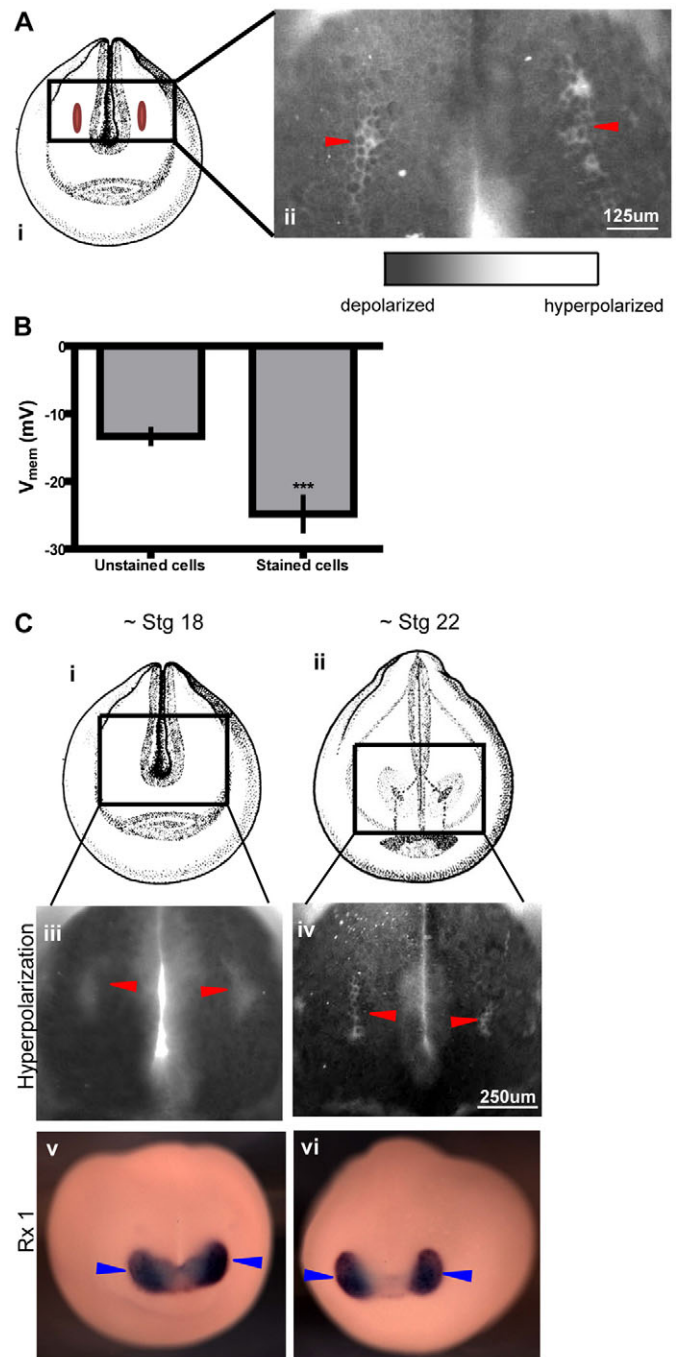 A
i
ii
125um
depolarized
hyperpolarized
B
0
-10
-20
-30
Vmem (mV)
***
Unstained cells
Stained cells
C
~ Stg 18
~ Stg 22
i
ii
Hyperpolarization
iii
iv
250um
Rx 1
v
vi